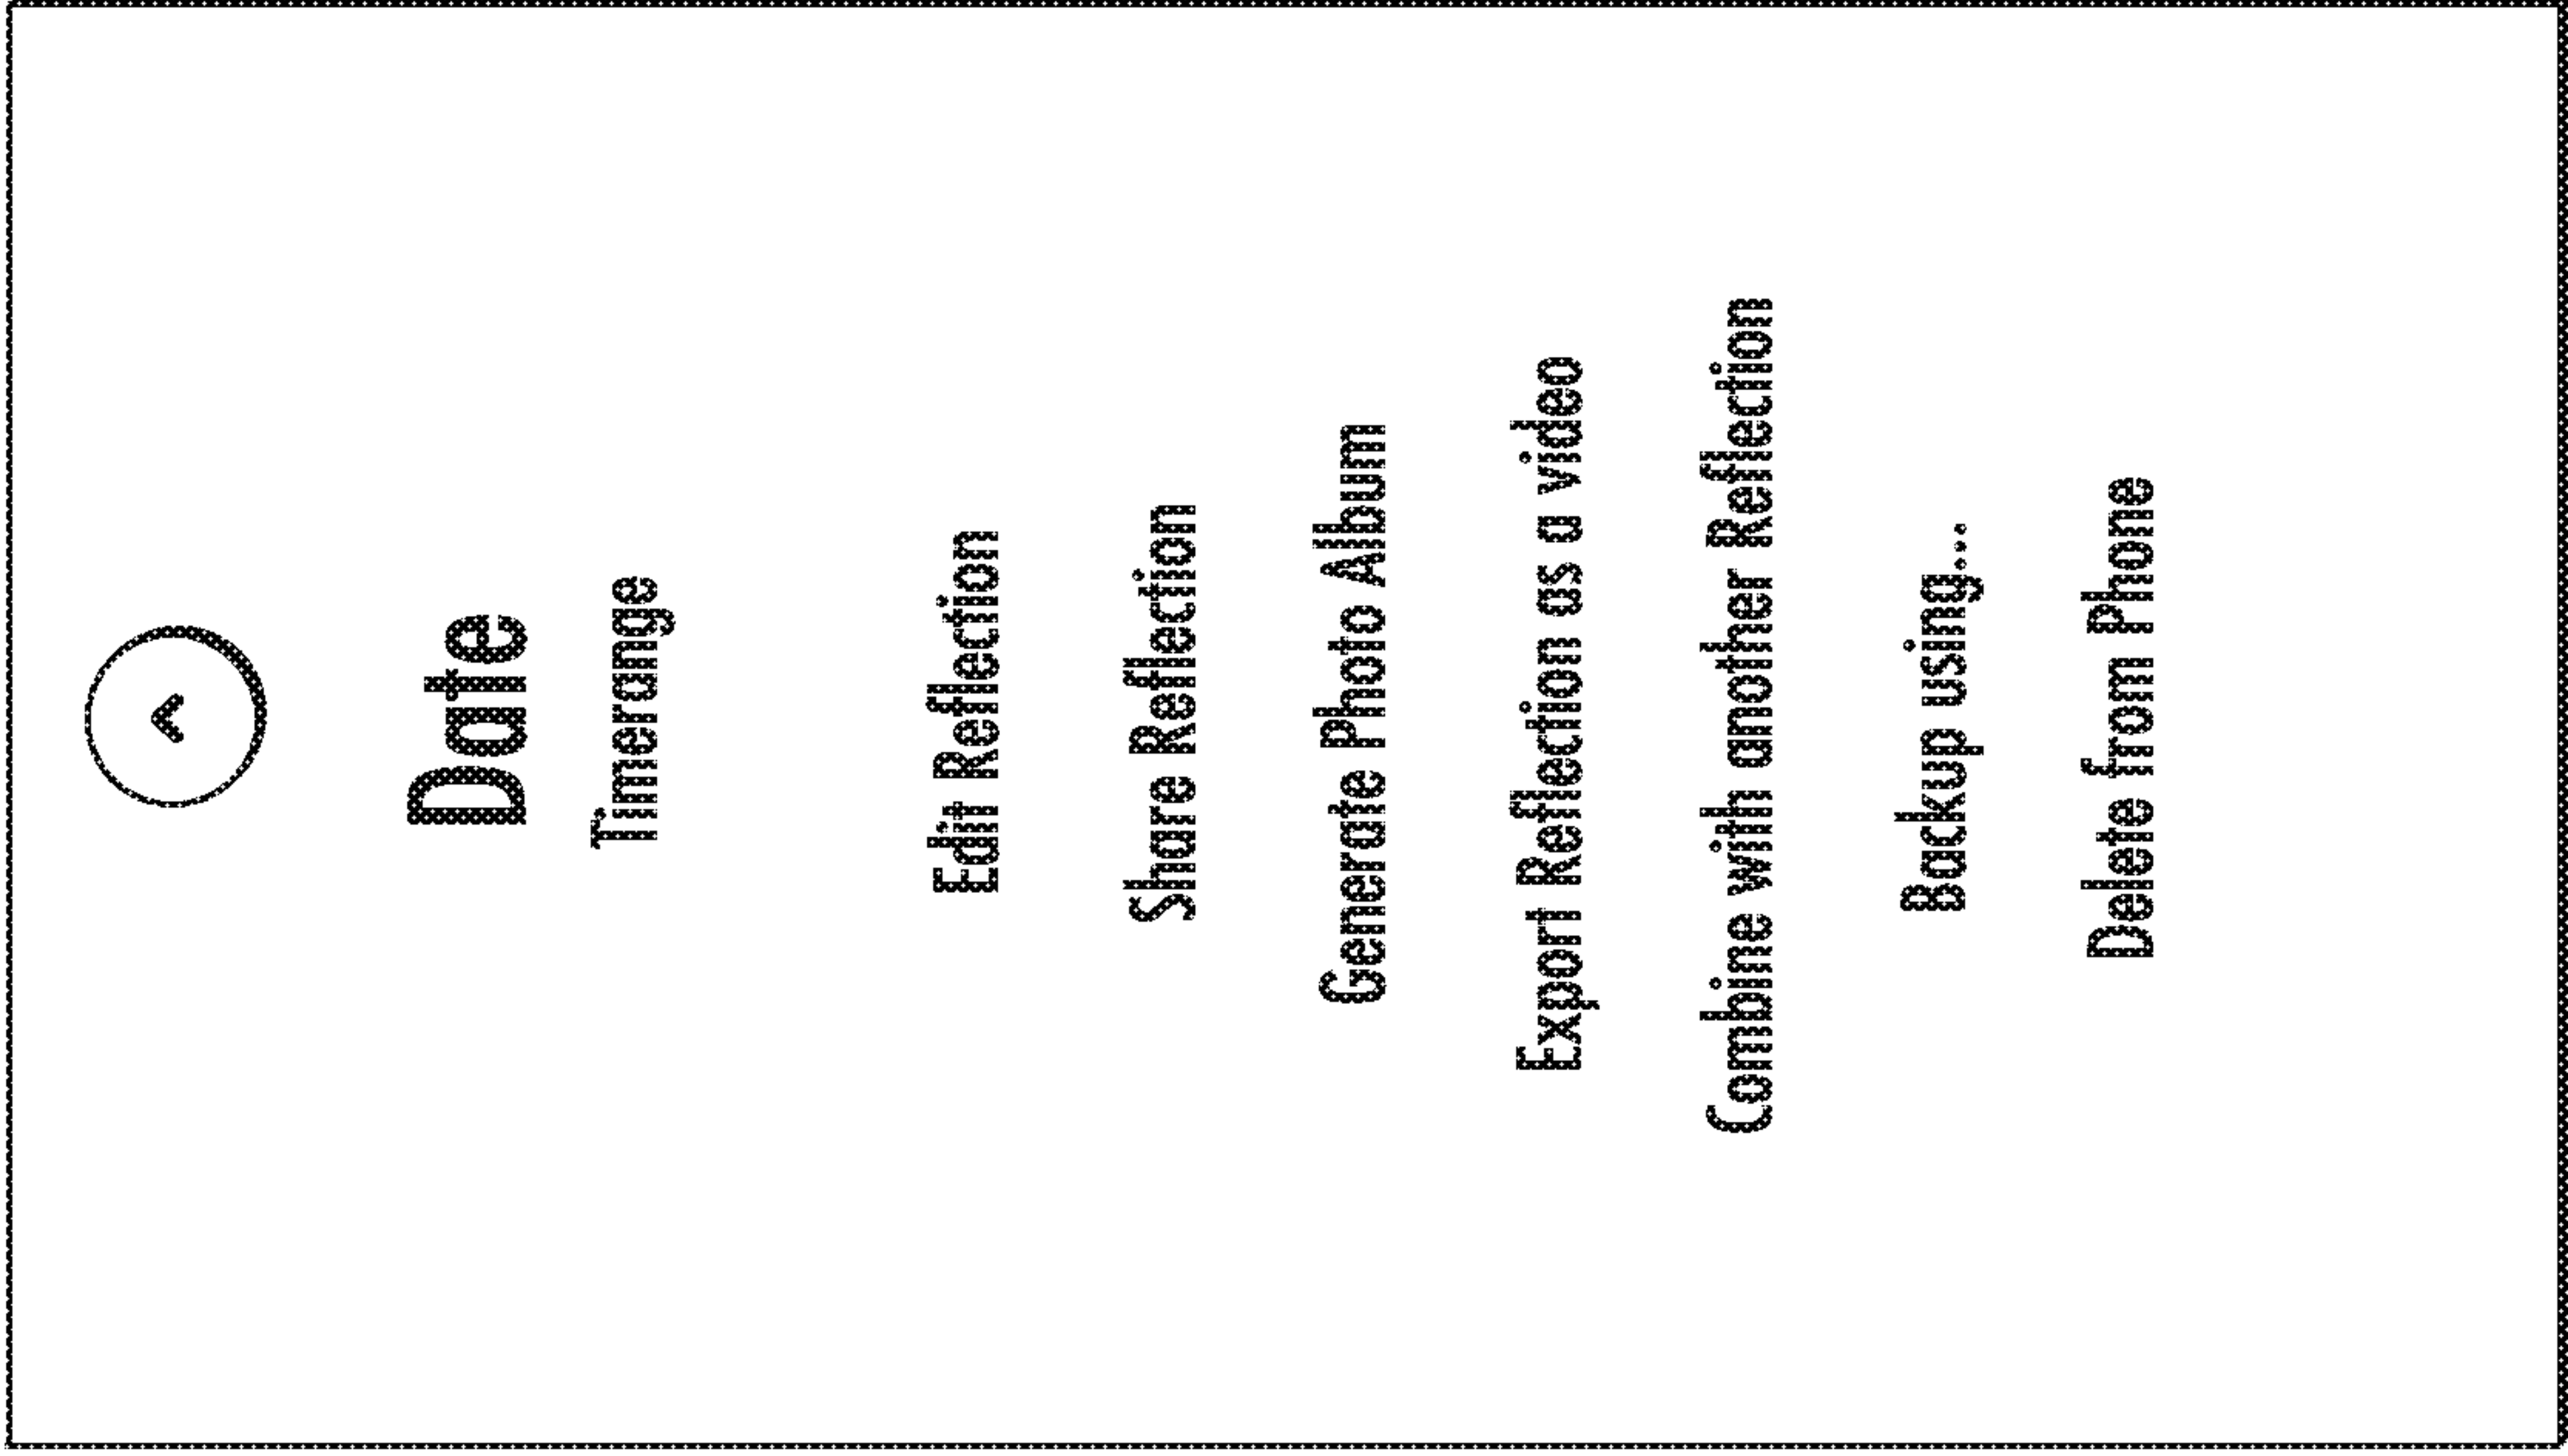 Date
Timerange
Edit Reflection
Share Reflection
Generate Photo Album
Export Reflection as a video
Combine with another Reflection
Backup using...
Delete from Phone